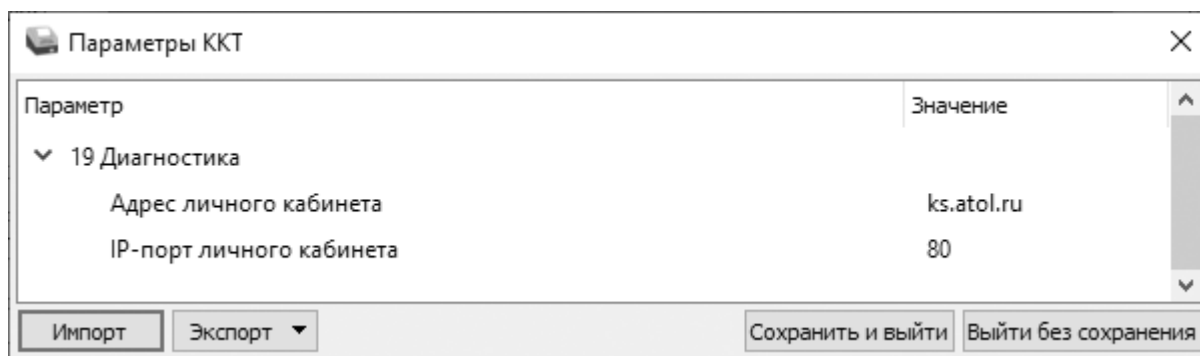 Параметры ККТ
Параметр Значение
19 Диагностика
Адрес личного кабинета ks.atol.ru
IP-порт личного кабинета 80
Импорт Экспорт Сохранить и выйти Выйти без сохранения